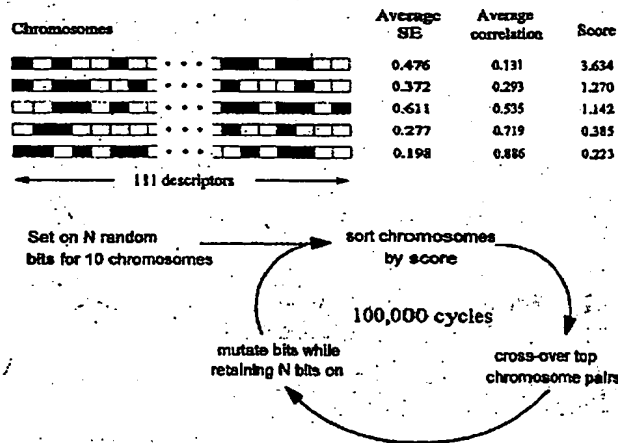 Chromosomes Average SE Average correlation Score
0.476 0.131 3.634
0.372 0.293 1.270
0.611 0.535 1.142
0.277 0.719 0.385
0.198 0.886 0.223
111 descriptors
Set on N random
bits for 10 chromosomes
sort chromosomes
by score
100,000 cycles
mutate bits while
retaining N bits on
cross-over top
chromosome pairs